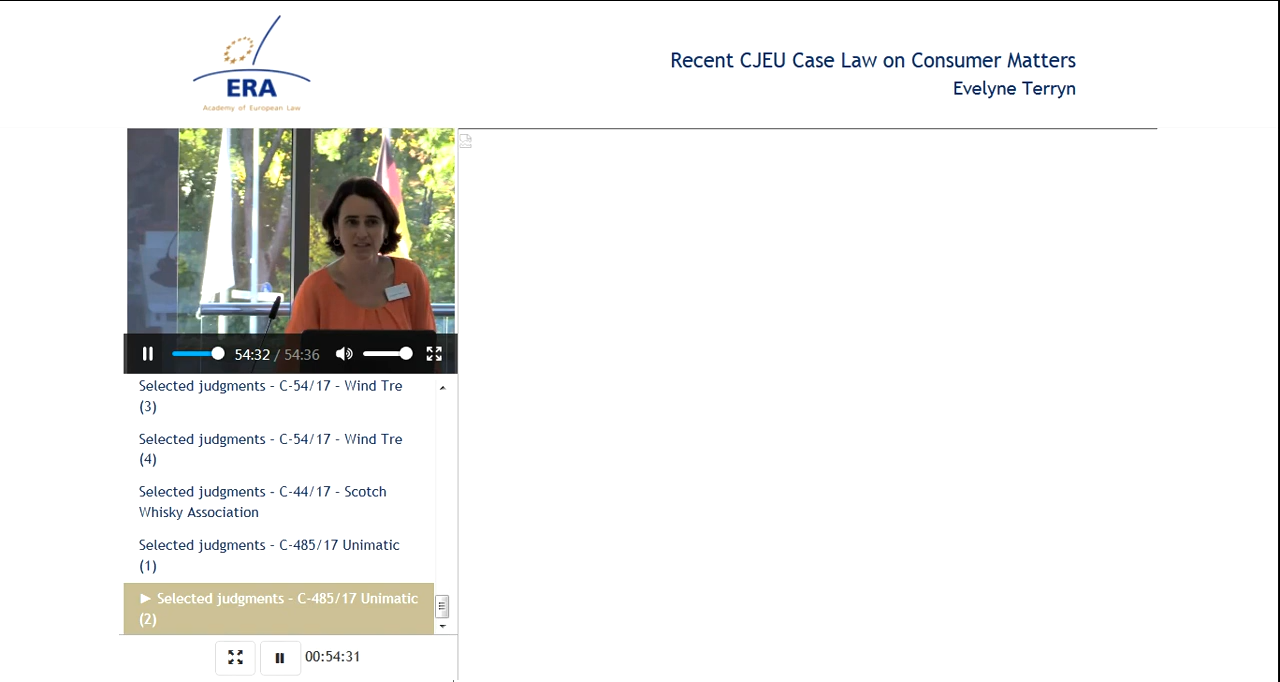 ERA
Academy of European Law
Recent CJEU Case Law on Consumer Matters
Evelyne Terryn
54:32 / 54:36
Selected judgments - C-54/17 - Wind Tre
(3)
Selected judgments - C-54/17 - Wind Tre
(4)
Selected judgments - C-44/17 - Scotch
Whisky Association
Selected judgments - C-485/17 Unimatic
(1)
► Selected judgments - C-485/17 Unimatic
(2)
00:54:31